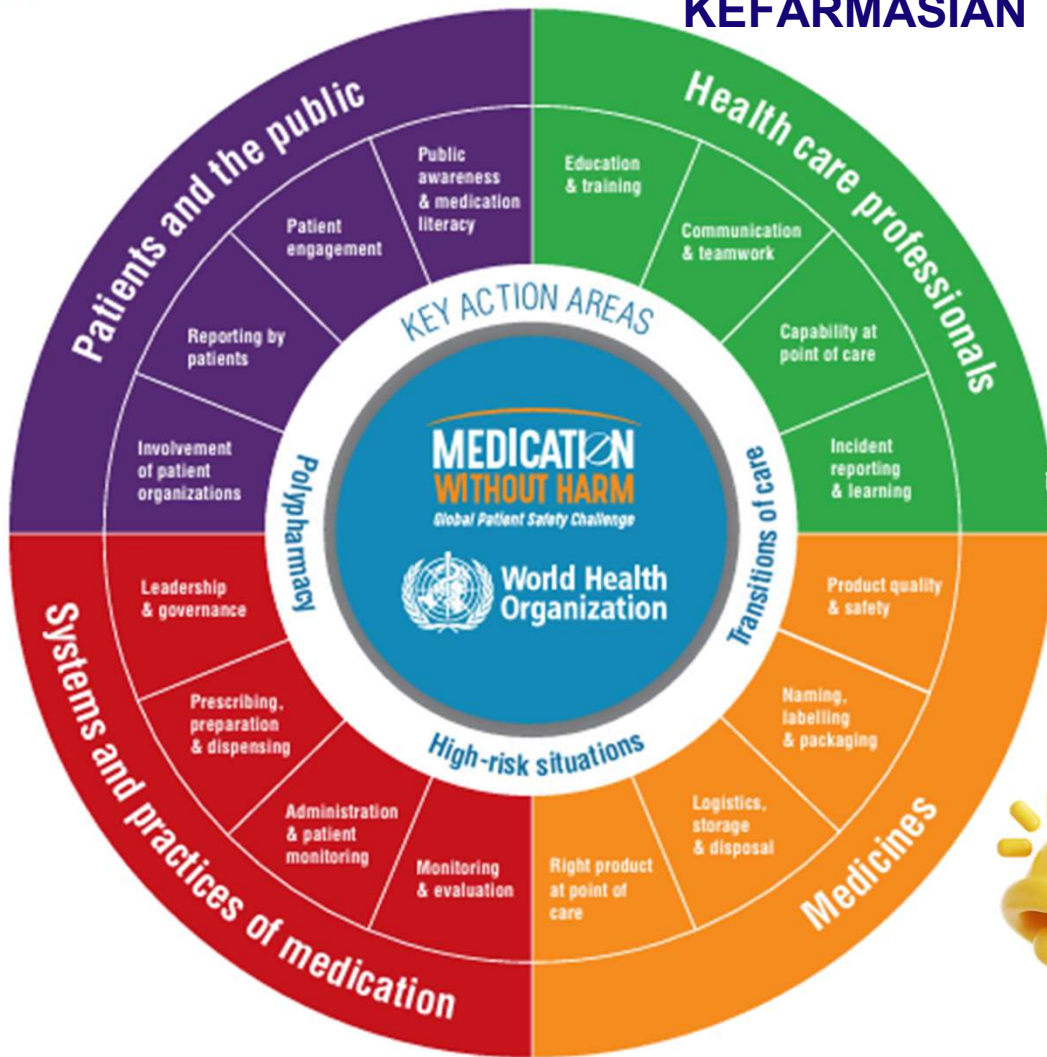 KEFARMASIAN
Patients and the public
Public
awareness
& medication
literacy
Patient
engagement
Reporting by
patients
Involvement
of patient
organizations
Health care professionals
Education
& training
Communication
& teamwork
Capability at
point of care
Incident
reporting
& learning
KEY ACTION AREAS
Polypharmacy
Transitions of care
High-risk situations
MEDICATION
WITHOUT HARM
Global Patient Safety Challenge
World Health
Organization
Systems and practices of medication
Leadership
& governance
Prescribing,
preparation
& dispensing
Administration
& patient
monitoring
Monitoring
& evaluation
Medicines
Product quality
& safety
Naming,
labelling
& packaging
Logistics,
storage
& disposal
Right product
at point of
care